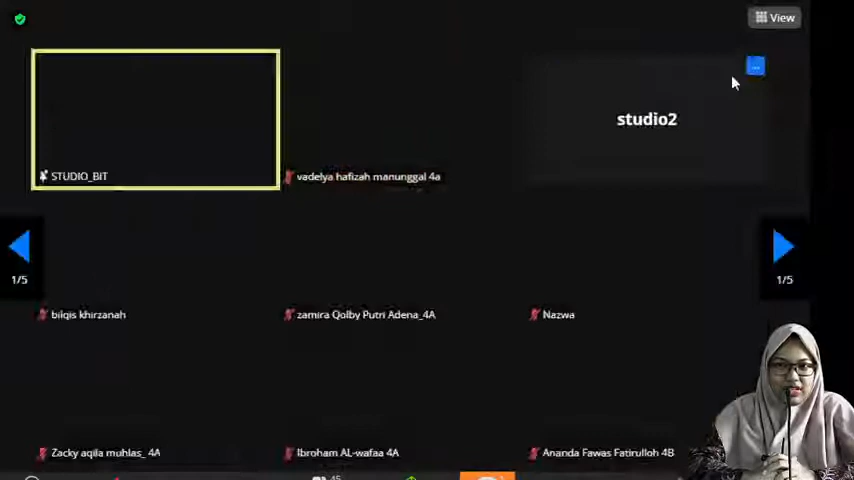 View
...
studio2
STUDIO_BIT
vadelya hafizah manunggal 4a
1/5
1/5
bilqis khirzanah
zamira Qolby Putri Adena_4A
Nazwa
Zacky aqila muhlas_ 4A
Ibroham AL-wafaa 4A
Ananda Fawas Fatirulloh 4B
45